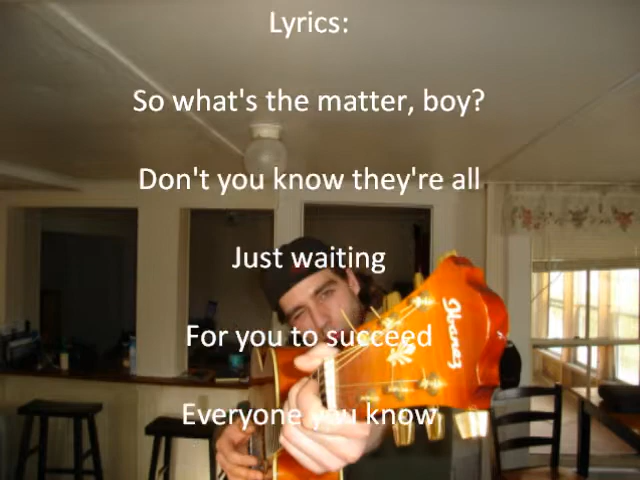 Lyrics:
So what's the matter, boy?
Don't you know they're all
Just waiting
For you to succeed
Everyone you know
Ibanez